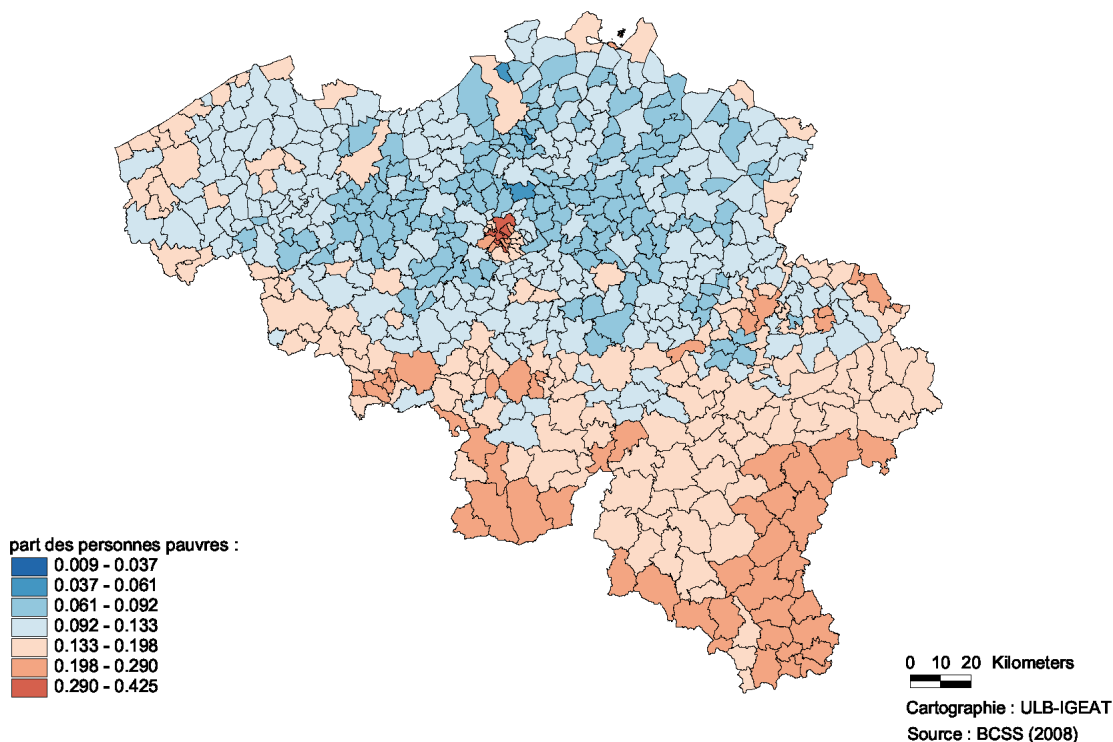 part des personnes pauvres :
0.009 - 0.037
0.037 - 0.061
0.061 - 0.092
0.092 - 0.133
0.133 - 0.198
0.198 - 0.290
0.290 - 0.425
0 10 20 Kilometers
Cartographie : ULB-IGEAT
Source : BCSS (2008)